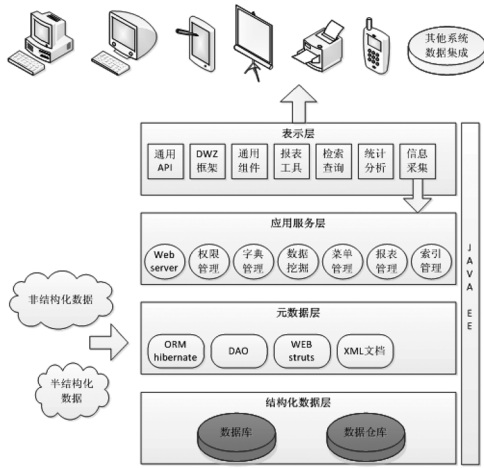 其他系统
数据集成
表示层
通用
API
DWZ
框架
通用
组件
报表
工具
检索
查询
统计
分析
信息
采集
应用服务层
Web
server
权限
管理
字典
管理
数据
挖掘
菜单
管理
报表
管理
索引
管理
元数据层
ORM
hibernate
DAO
WEB
struts
XML文档
结构化数据层
数据库
数据仓库
非结构化数据
半结构化
数据
J
A
V
A
E
E